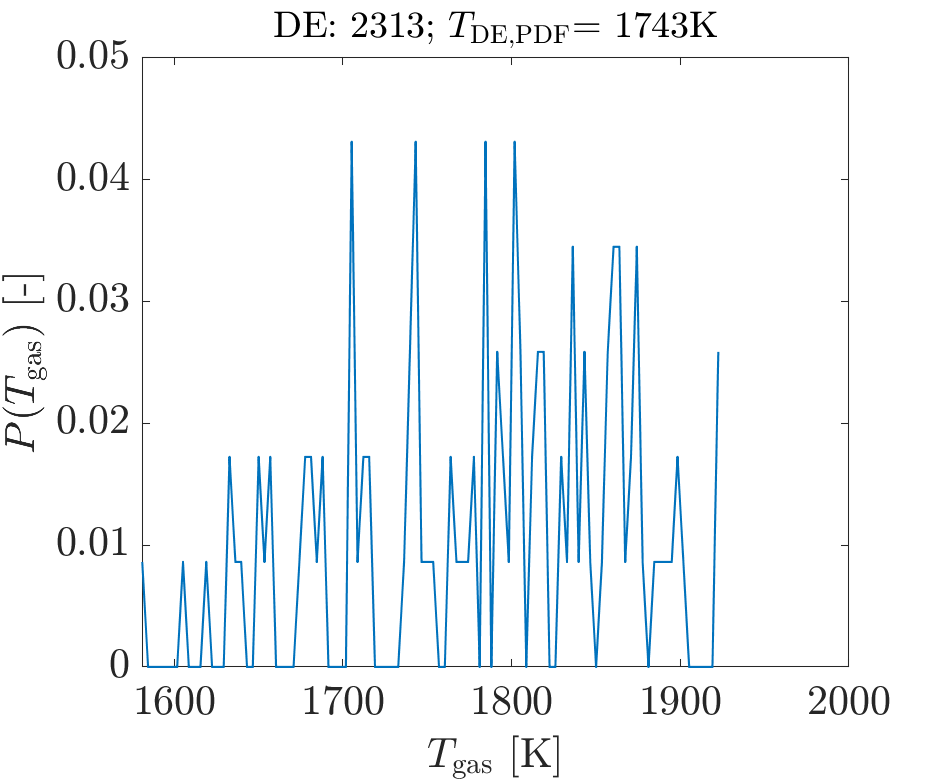 DE: 2313; T_DE,PDF= 1743K
0.05
0.04
0.03
0.02
0.01
0
P(T_gas) [-]
1600 1700 1800 1900 2000
T_gas [K]